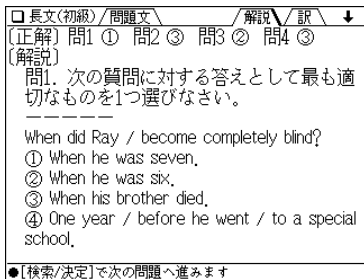 長文(初級) 問題文 解説 訳
[正解] 問1 ① 問2 ③ 問3 ② 問4 ③
[解説]
問1. 次の質問に対する答えとして最も適
切なものを1つ選びなさい。
－－－－－
When did Ray / become completely blind?
① When he was seven.
② When he was six.
③ When his brother died.
④ One year / before he went / to a special
school.
●[検索/決定]で次の問題へ進みます